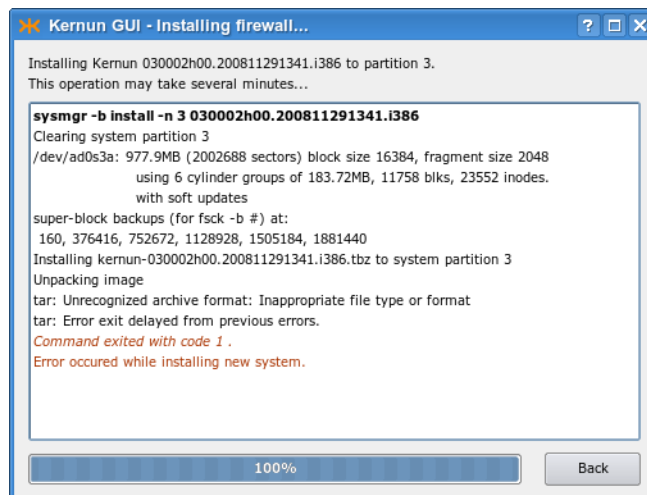 Kernun GUI - Installing firewall...
Installing Kernun 030002h00.200811291341.i386 to partition 3.
This operation may take several minutes...
sysmgr -b install -n 3 030002h00.200811291341.i386
Clearing system partition 3
/dev/ad0s3a: 977.9MB (2002688 sectors) block size 16384, fragment size 2048
using 6 cylinder groups of 183.72MB, 11758 blks, 23552 inodes.
with soft updates
super-block backups (for fsck -b #) at:
160, 376416, 752672, 1128928, 1505184, 1881440
Installing kernun-030002h00.200811291341.i386.tbz to system partition 3
Unpacking image
tar: Unrecognized archive format: Inappropriate file type or format
tar: Error exit delayed from previous errors.
Command exited with code 1 .
Error occured while installing new system.
100%
Back